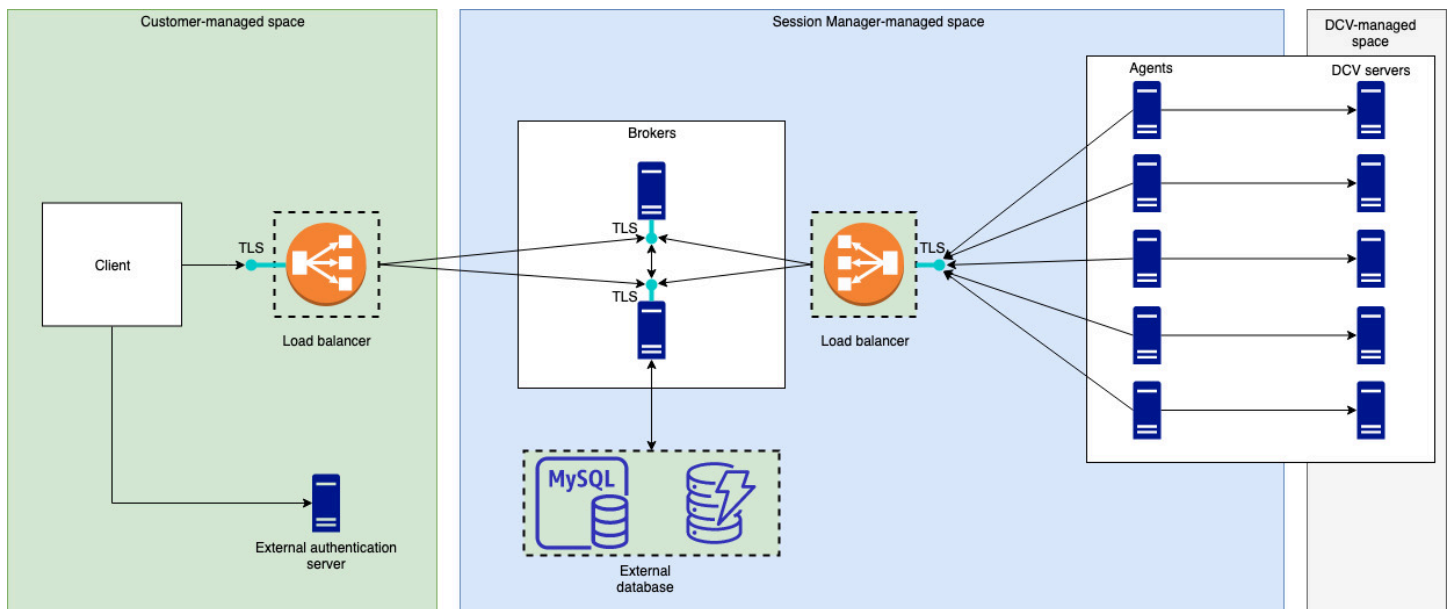 Customer-managed space
Session Manager-managed space
DCV-managed
space
Agents
DCV servers
Brokers
TLS
Client
TLS
TLS
TLS
Load balancer
Load balancer
MySQL
External authentication
server
External
database